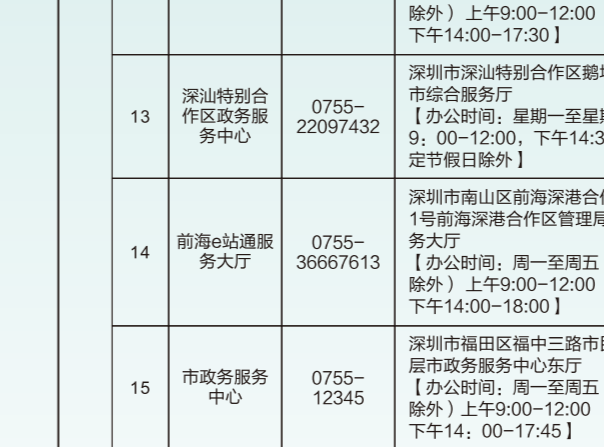 除外） 上午9:00-12:00
下午14:00-17:30】
13
深汕特别合
作区政务服
务中心
0755-
22097432
深圳市深汕特别合作区鹅
市综合服务厅
【 办公时间：星期一至星
9：00-12:00，下午14:3
定节假日除外】
14
前海e站通服
务大厅
0755-
36667613
深圳市南山区前海深港合作
1号前海深港合作区管理局
务大厅
【 办公时间：周一至周五
除外） 上午9:00-12:00
下午14:00-18:00】
15
市政务服务
中心
0755-
12345
深圳市福田区福中三路市
层市政务服务中心东厅
【 办公时间：周一至周五
除外）上午9:00-12:00
下午14：00-17:45】